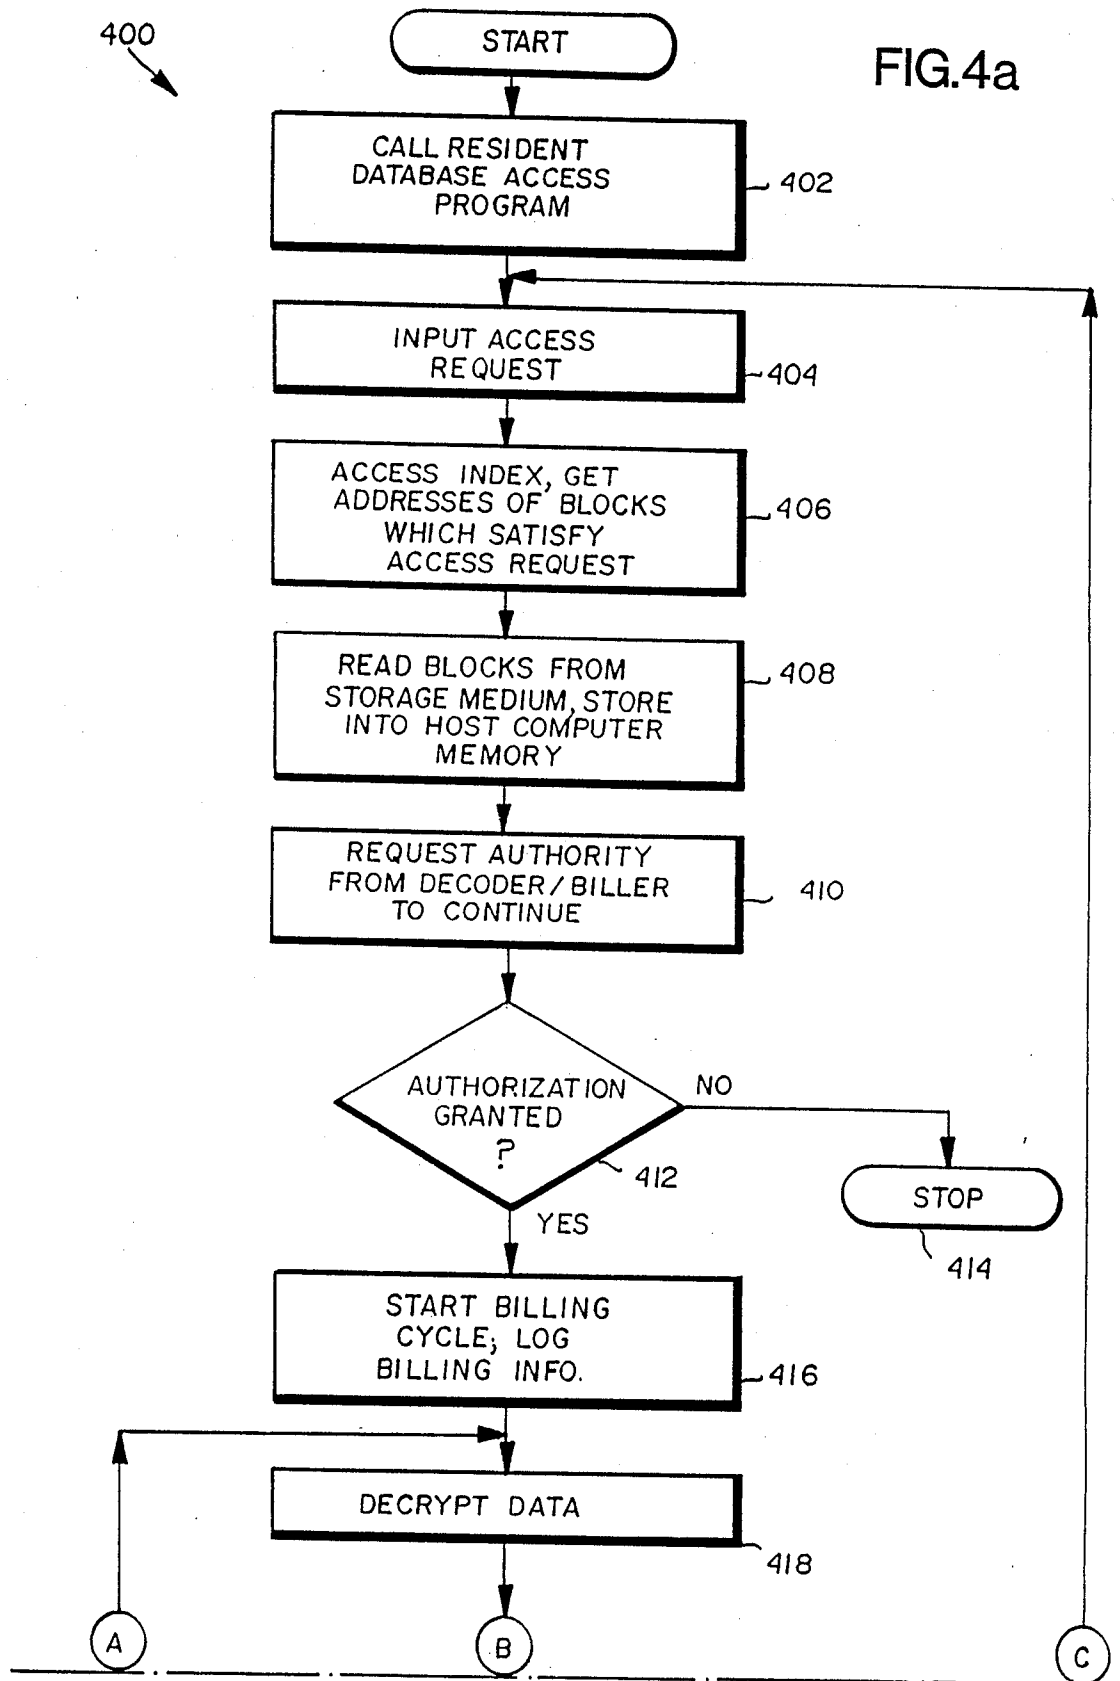 400
START
FIG.4a
CALL RESIDENT
DATABASE ACCESS
PROGRAM
402
INPUT ACCESS
REQUEST
404
ACCESS INDEX, GET
ADDRESSES OF BLOCKS
WHICH SATISFY
ACCESS REQUEST
406
READ BLOCKS FROM
STORAGE MEDIUM, STORE
INTO HOST COMPUTER
MEMORY
408
REQUEST AUTHORITY
FROM DECODER/BILLER
TO CONTINUE
410
AUTHORIZATION
GRANTED
?
412
NO
STOP
414
YES
START BILLING
CYCLE; LOG
BILLING INFO.
416
DECRYPT DATA
418
A
B
C